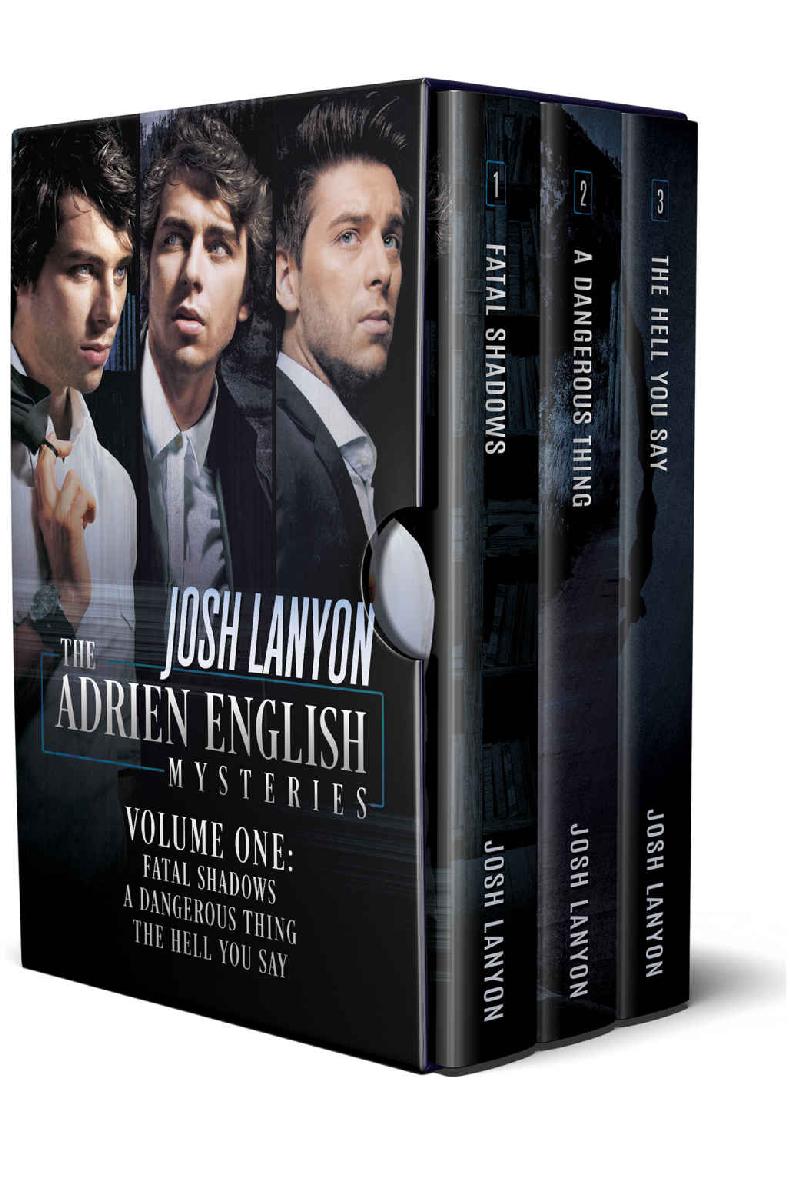 JOSH LANYON
THE
ADRIEN ENGLISH
MYSTERIES
VOLUME ONE:
FATAL SHADOWS
A DANGEROUS THING
THE HELL YOU SAY
1
FATAL SHADOWS
JOSH LANYON
2
A DANGEROUS THING
JOSH LANYON
3
THE HELL YOU SAY
JOSH LANYON